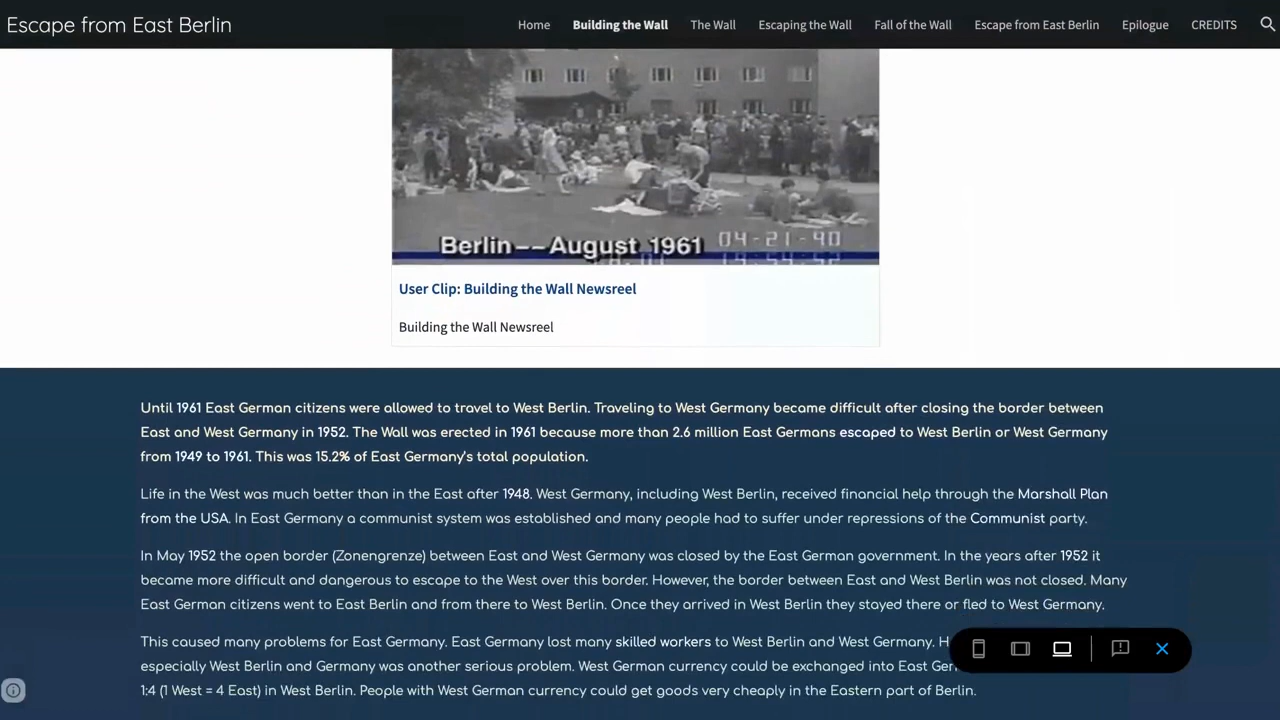 Escape from East Berlin
Home Building the Wall The Wall Escaping the Wall Fall of the Wall Escape from East Berlin Epilogue CREDITS
Berlin--August 1961 04-21-90
User Clip: Building the Wall Newsreel
Building the Wall Newsreel
Until 1961 East German citizens were allowed to travel to West Berlin. Traveling to West Germany became difficult after closing the border between
East and West Germany in 1952. The Wall was erected in 1961 because more than 2.6 million East Germans escaped to West Berlin or West Germany
from 1949 to 1961. This was 15.2% of East Germany's total population.
Life in the West was much better than in the East after 1948. West Germany, including West Berlin, received financial help through the Marshall Plan
from the USA. In East Germany a communist system was established and many people had to suffer under repressions of the Communist party.
In May 1952 the open border (Zonengrenze) between East and West Germany was closed by the East German government. In the years after 1952 it
became more difficult and dangerous to escape to the West over this border. However, the border between East and West Berlin was not closed. Many
East German citizens went to East Berlin and from there to West Berlin. Once they arrived in West Berlin they stayed there or fled to West Germany.
This caused many problems for East Germany. East Germany lost many skilled workers to West Berlin and West Germany.
especially West Berlin and Germany was another serious problem. West German currency could be exchanged into East
1:4 (1 West = 4 East) in West Berlin. People with West German currency could get goods very cheaply in the Eastern part of Berlin.